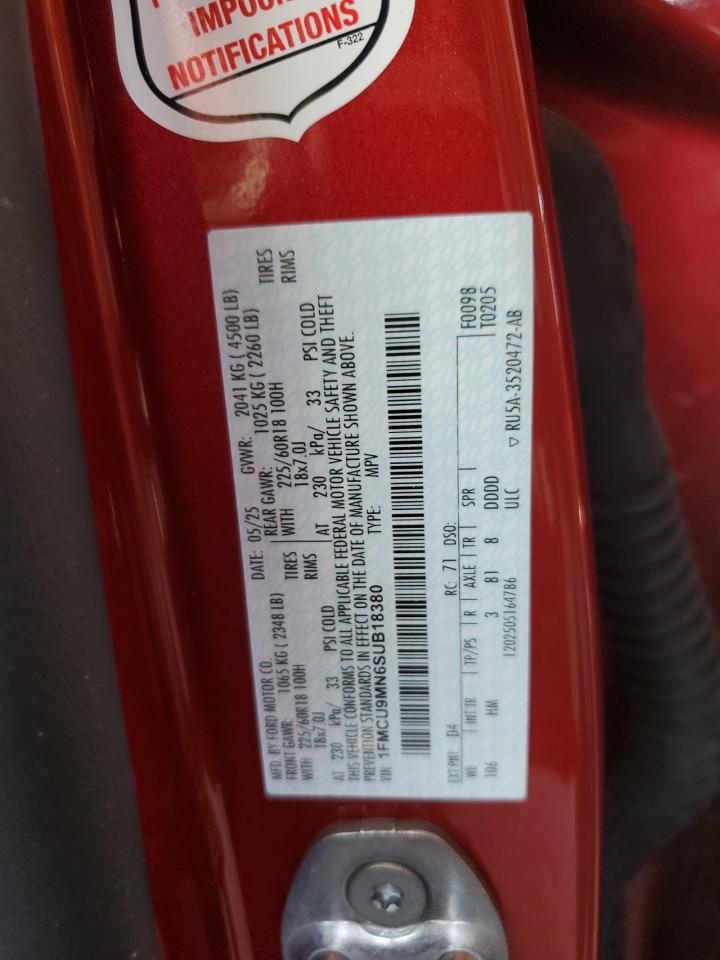 IMPOUN
NOTIFICATIONS
F-322
MFD. BY FORD MOTOR CO. DATE: 05/25 GVWR: 2041 KG ( 4500 LB)
FRONT GAWR: 1065 KG ( 2348 LB) REAR GAWR: 1025 KG ( 2260 LB)
WITH 225/60R18 100H TIRES WITH 225/60R18 100H TIRES
18x7.0J RIMS 18x7.0J RIMS
AT 230 kPa/ 33 PSI COLD AT 230 kPa/ 33 PSI COLD
THIS VEHICLE CONFORMS TO ALL APPLICABLE FEDERAL MOTOR VEHICLE SAFETY AND THEFT
PREVENTION STANDARDS IN EFFECT ON THE DATE OF MANUFACTURE SHOWN ABOVE.
VIN: 1FMCU9MN6SUB18380 TYPE: MPV
EXT PNT: D4 RC: 71 DSO: F0098
WB INT TR TP/PS R AXLE TR SPR T0205
106 HM 3 81 8 DDDD
1202505164786 ULC ▽ RU5A-3520472-AB